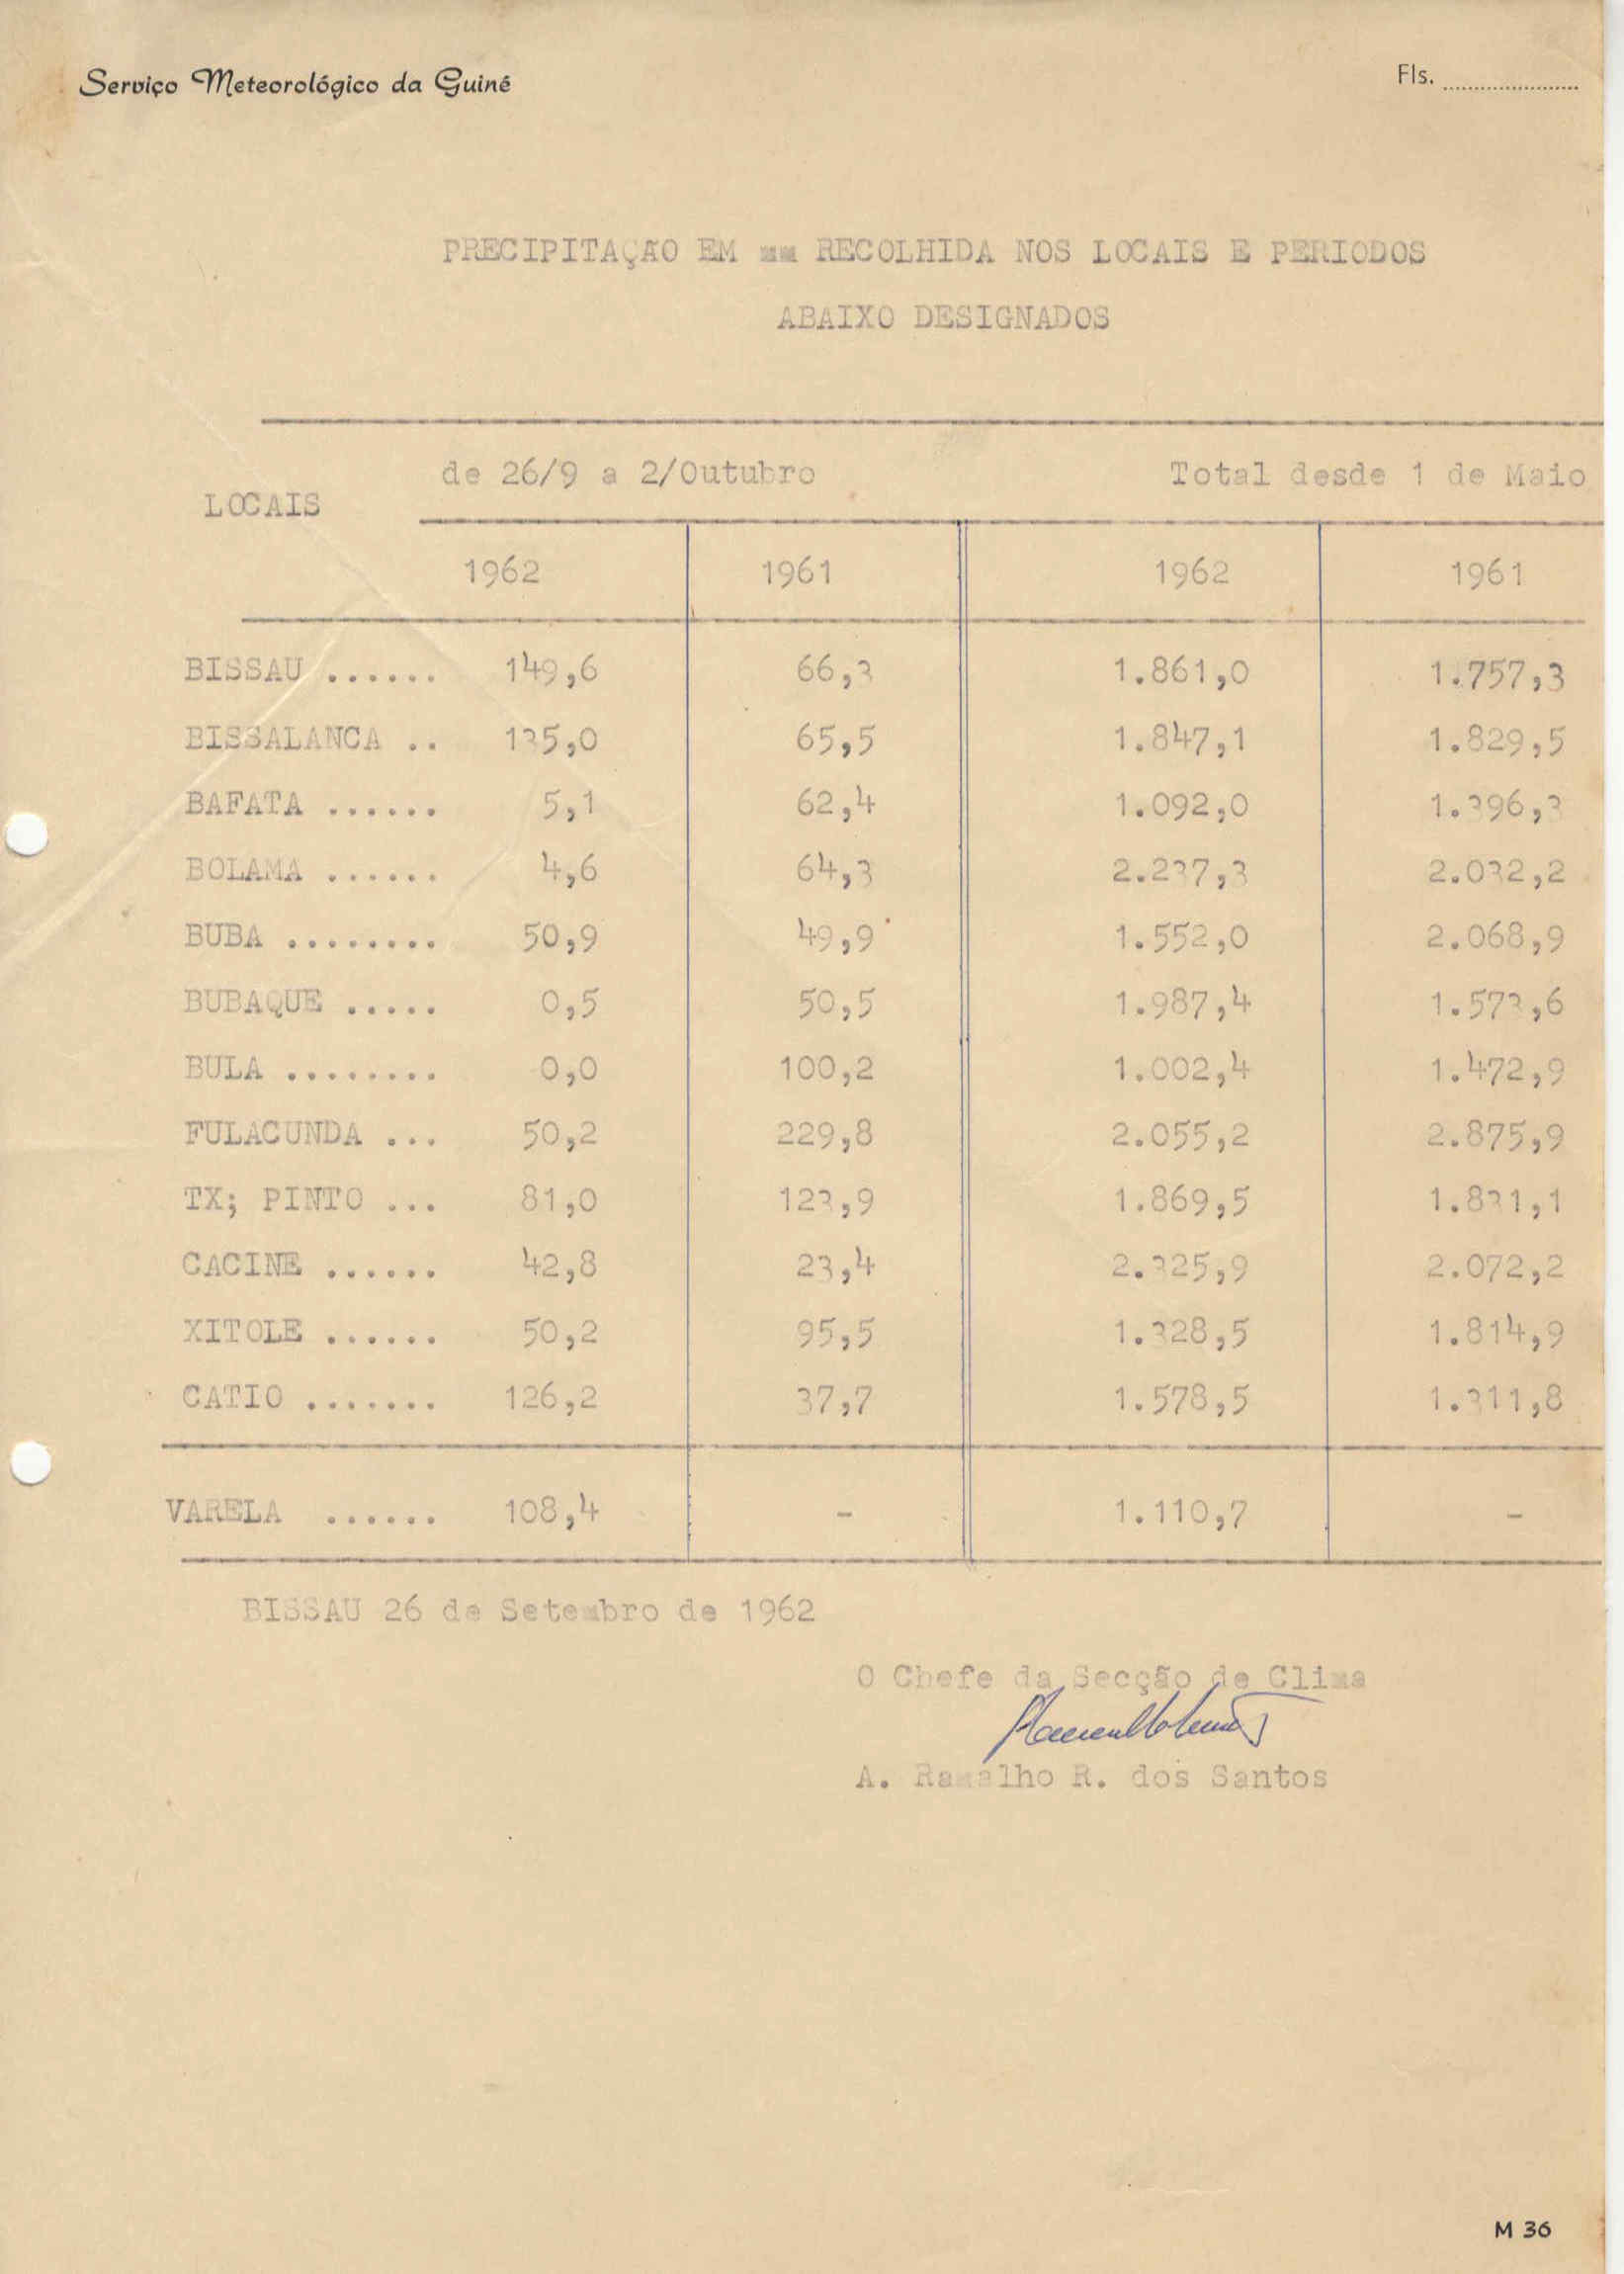 Serviço Meteorológico da Guiné
Fls. ......................
PRECIPITAÇÃO EM mm RECOLHIDA NOS LOCAIS E PERIODOS
ABAIXO DESIGNADOS
LOCAIS
de 26/9 a 2/Outubro Total desde 1 de Maio
1962 1961 1962 1961
BISSAU ...... 149,6 66,3 1.861,0 1.757,3
BISSALANCA .. 135,0 65,5 1.847,1 1.829,5
BAFATA ...... 5,1 62,4 1.092,0 1.396,3
BOLAMA ...... 4,6 64,3 2.237,3 2.032,2
BUBA ........ 50,9 49,9 1.552,0 2.068,9
BUBAQUE ..... 0,5 50,5 1.987,4 1.573,6
BULA ........ 0,0 100,2 1.002,4 1.472,9
FULACUNDA ... 50,2 229,8 2.055,2 2.875,9
TX; PINTO ... 81,0 123,9 1.869,5 1.831,1
CACINE ...... 42,8 23,4 2.325,9 2.072,2
XITOLE ...... 50,2 95,5 1.328,5 1.814,9
CATIO ....... 126,2 37,7 1.578,5 1.311,8
VARELA ...... 108,4 - 1.110,7 -
BISSAU 26 de Setembro de 1962
O Chefe da Secção de Clima
A. Ramalho R. dos Santos
M 36